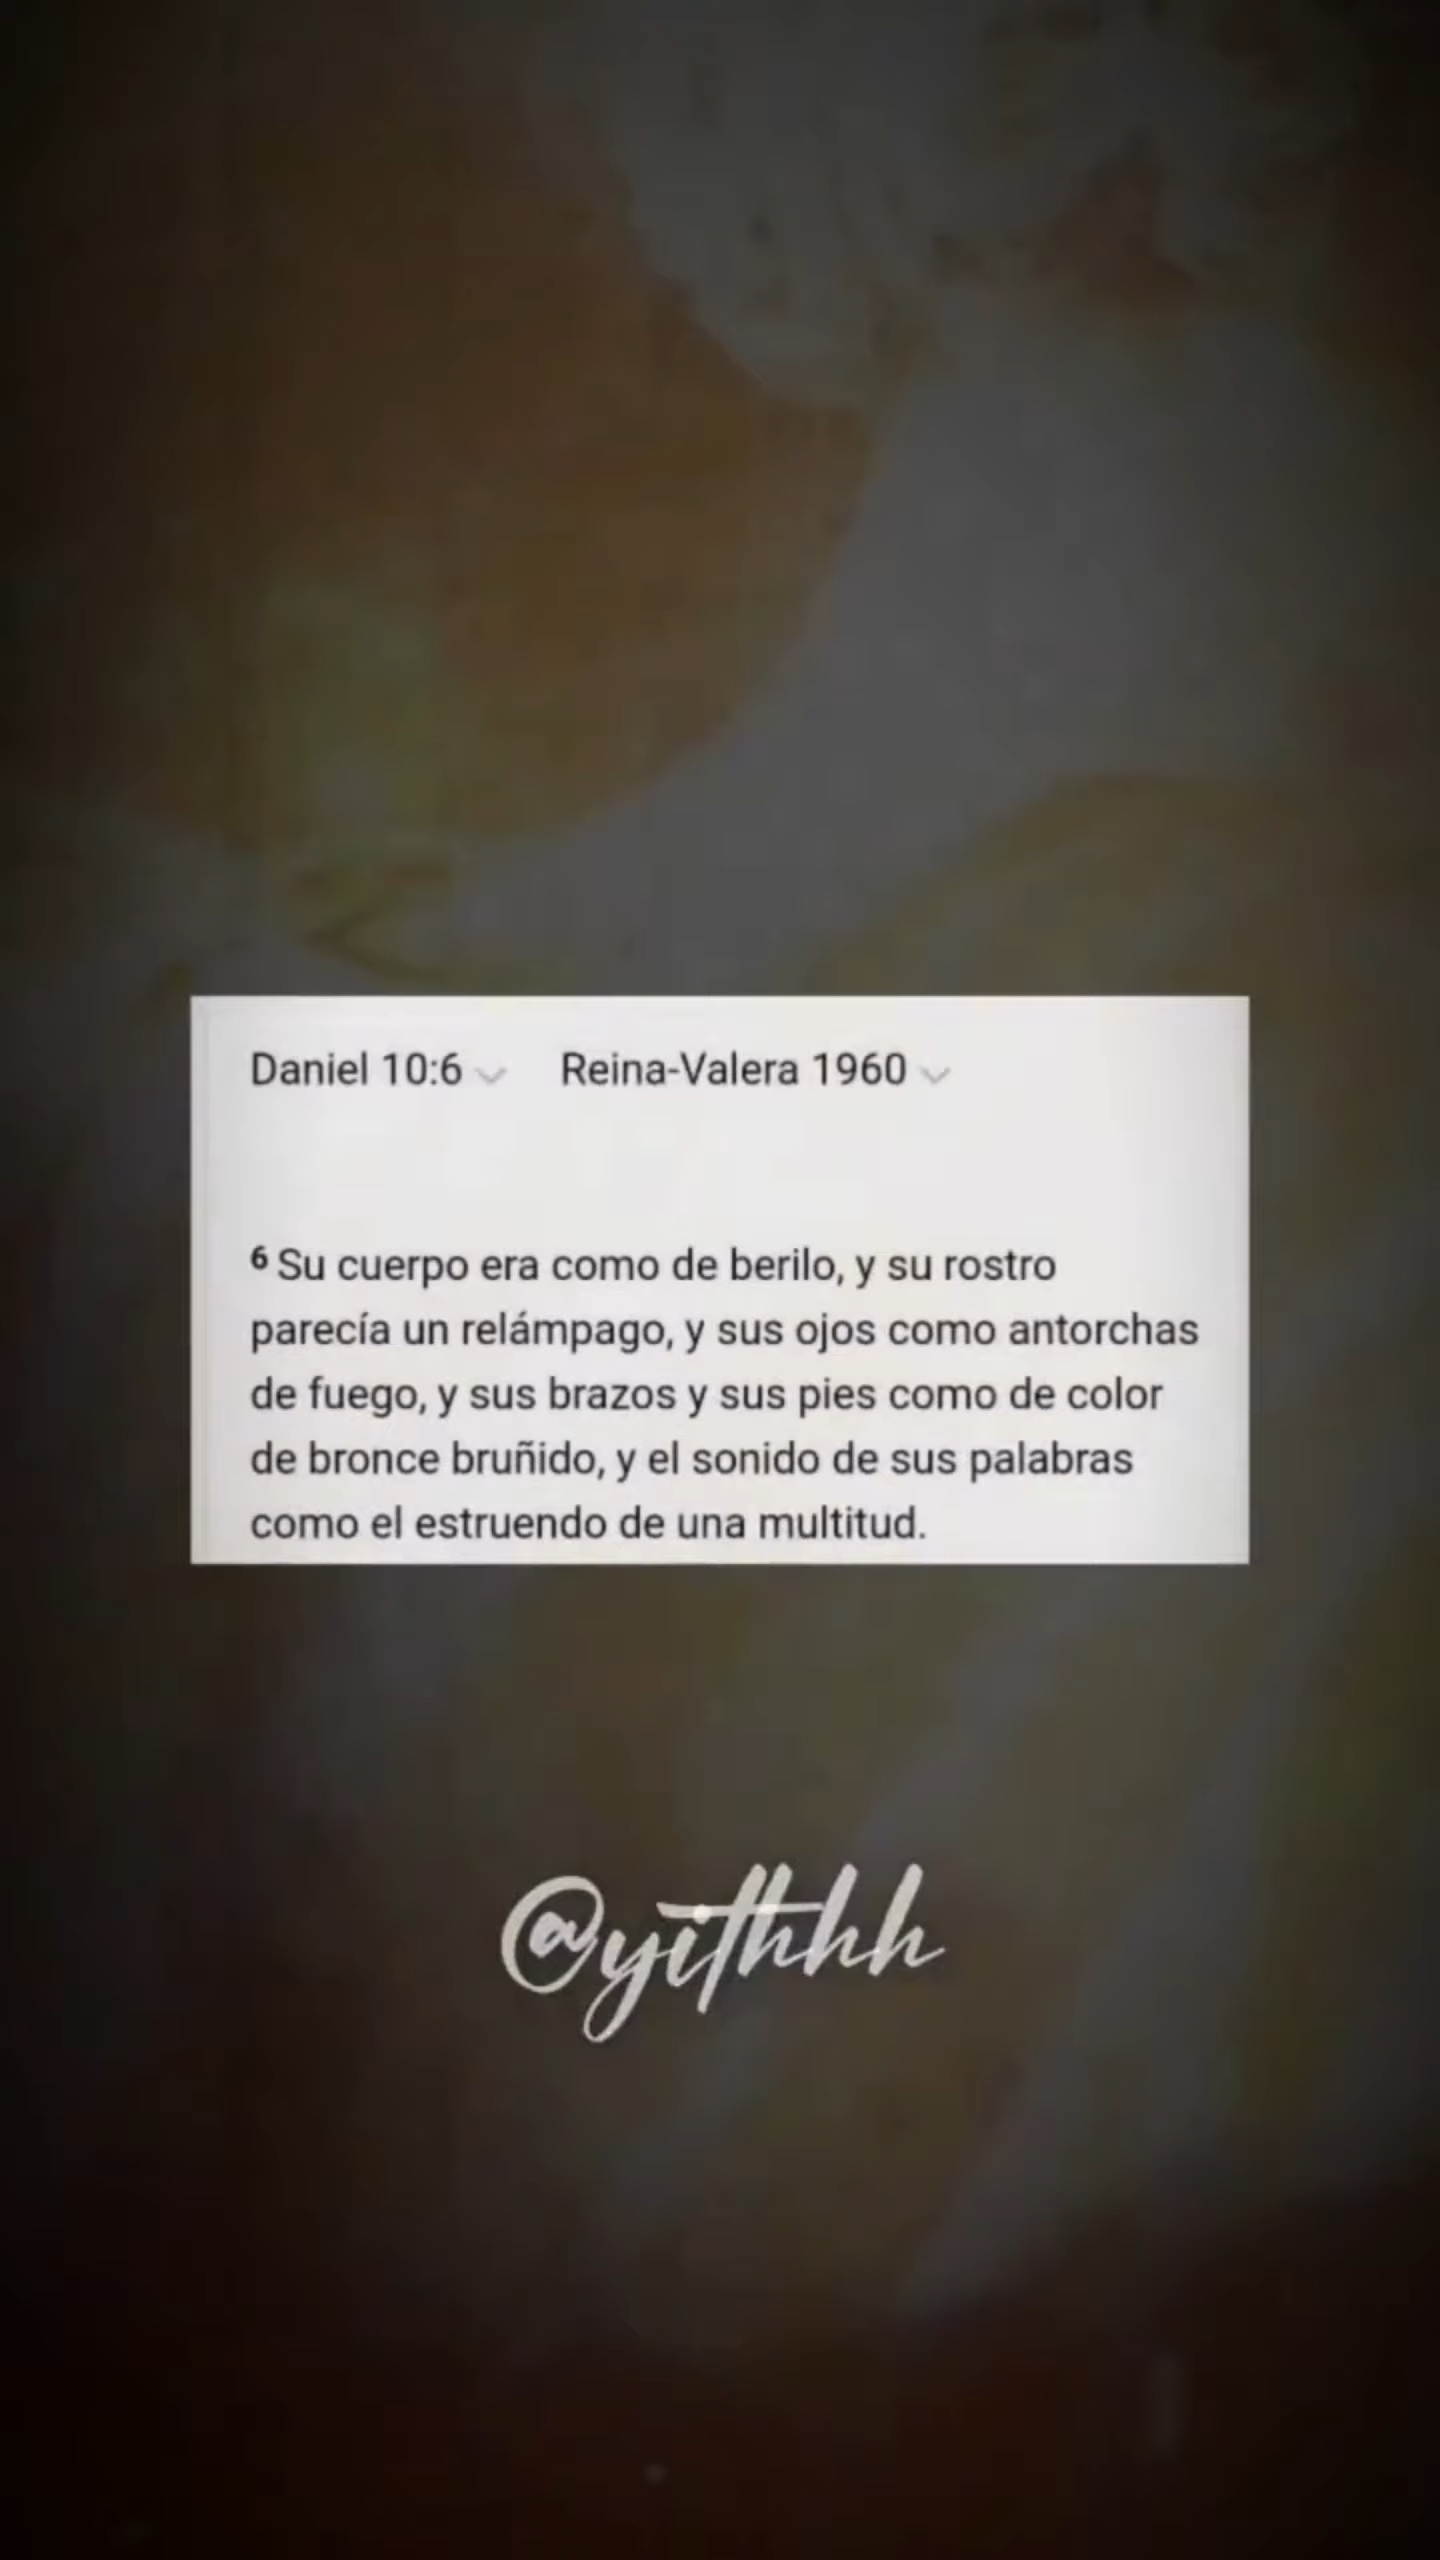 Daniel 10:6 Reina-Valera 1960
6 Su cuerpo era como de berilo, y su rostro
parecía un relámpago, y sus ojos como antorchas
de fuego, y sus brazos y sus pies como de color
de bronce bruñido, y el sonido de sus palabras
como el estruendo de una multitud.
@yithhh